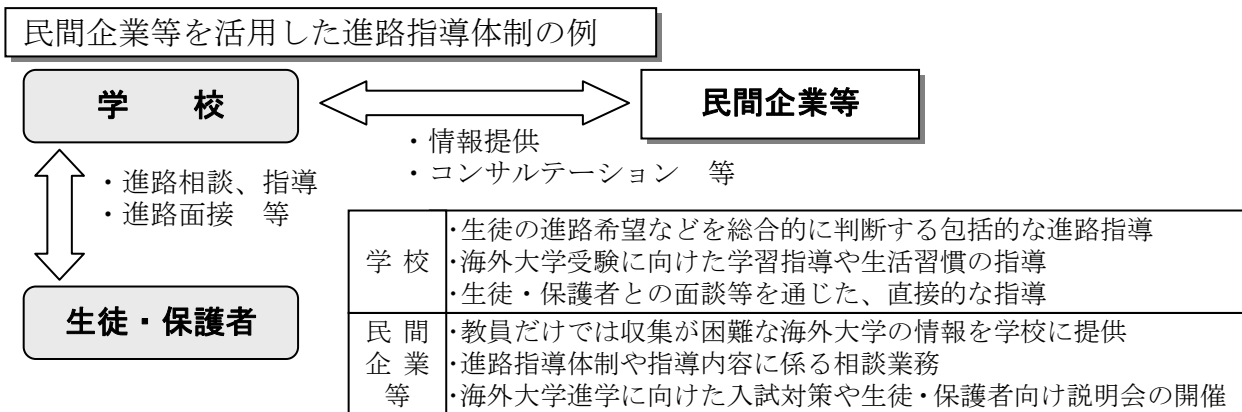 民間企業等を活用した進路指導体制の例
学　　校
民間企業等
・情報提供
・コンサルテーション　等
・進路相談、指導
・進路面接　等
生徒・保護者
学 校
・生徒の進路希望などを総合的に判断する包括的な進路指導
・海外大学受験に向けた学習指導や生活習慣の指導
・生徒・保護者との面談等を通じた、直接的な指導
民 間
企 業
等
・教員だけでは収集が困難な海外大学の情報を学校に提供
・進路指導体制や指導内容に係る相談業務
・海外大学進学に向けた入試対策や生徒・保護者向け説明会の開催